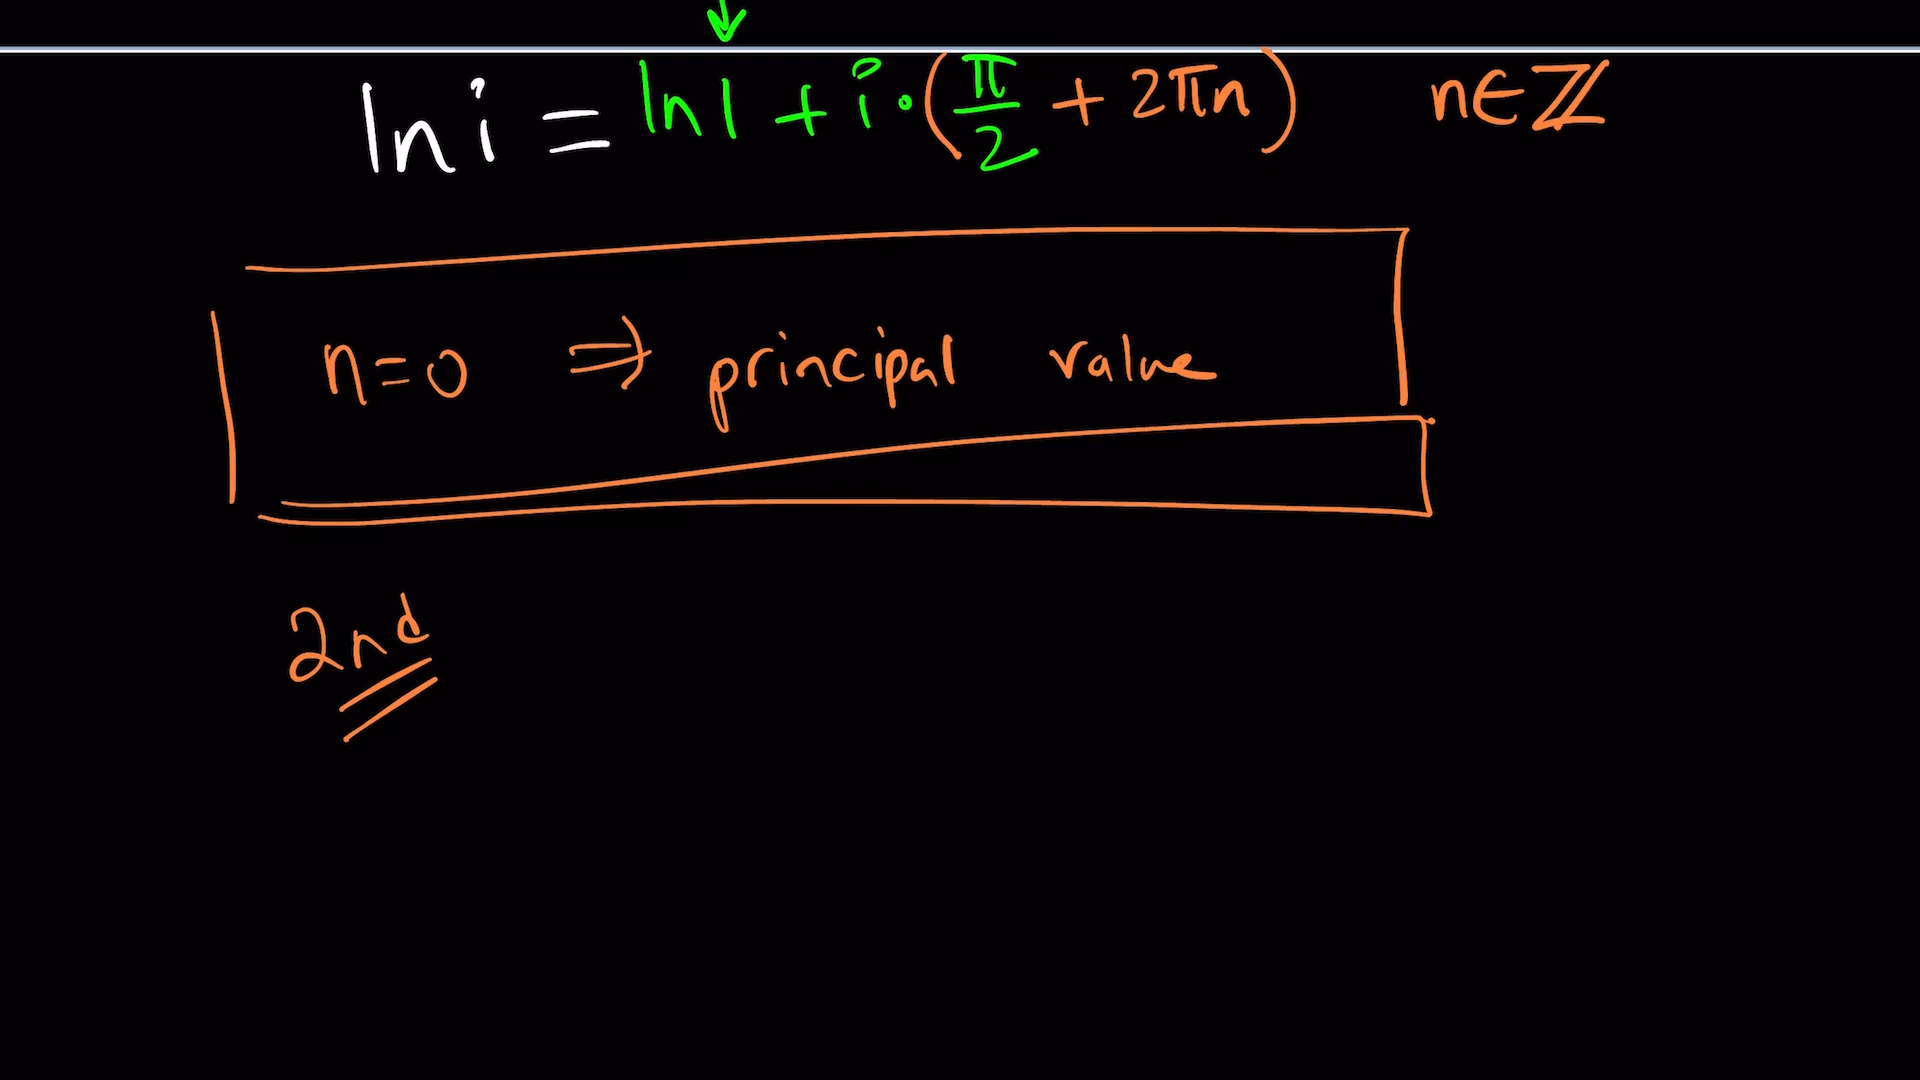 ln i = ln 1 + i · (π/2 + 2πn) n ∈ ℤ
n=0 ⇒ principal value
2nd